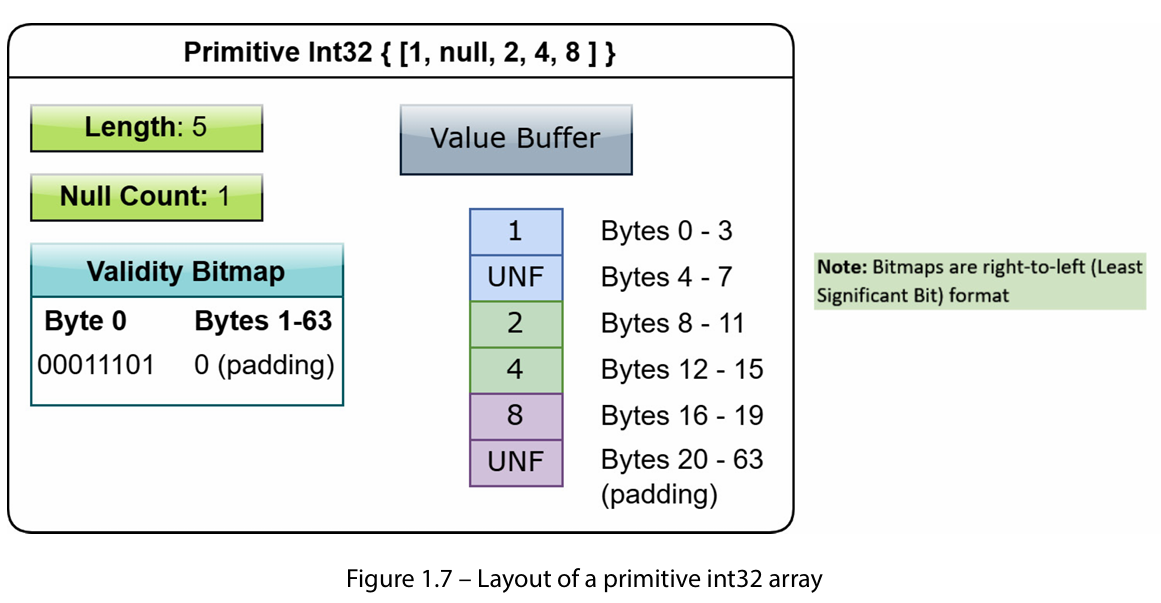 Primitive Int32 { [1, null, 2, 4, 8 ] }
Length: 5
Null Count: 1
Validity Bitmap
Byte 0 Bytes 1-63
00011101 0 (padding)
Value Buffer
1 Bytes 0 - 3
UNF Bytes 4 - 7
2 Bytes 8 - 11
4 Bytes 12 - 15
8 Bytes 16 - 19
UNF Bytes 20 - 63
(padding)
Note: Bitmaps are right-to-left (Least
Significant Bit) format
Figure 1.7 – Layout of a primitive int32 array